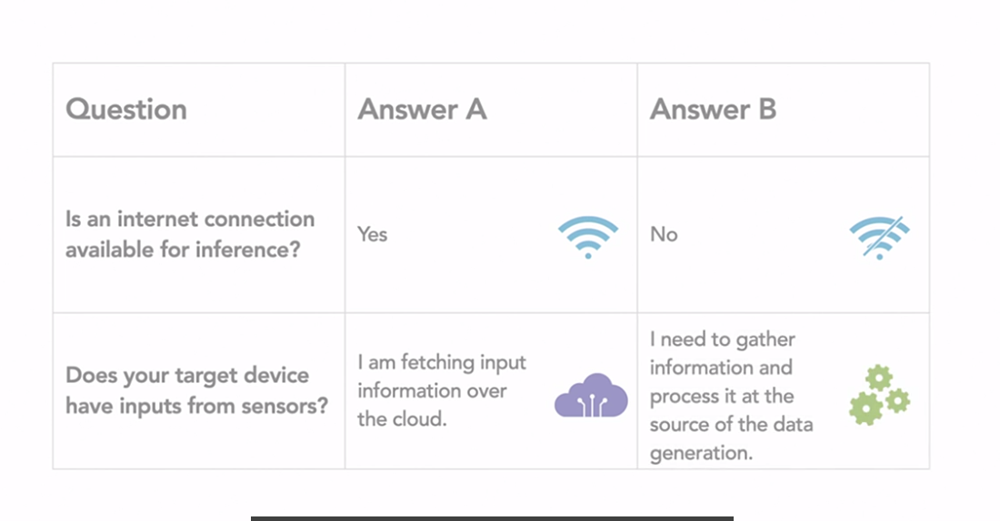 Question
Answer A
Answer B
Is an internet connection
available for inference?
Yes
No
Does your target device
have inputs from sensors?
I am fetching input
information over
the cloud.
I need to gather
information and
process it at the
source of the data
generation.